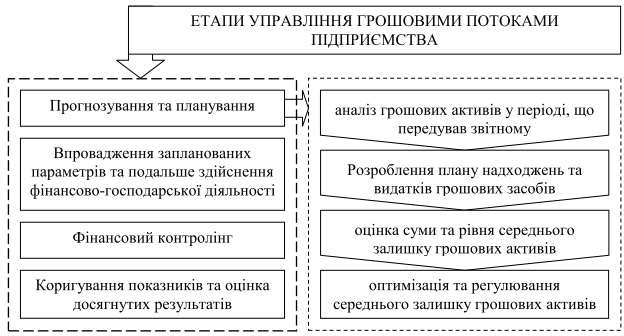 ЕТАПИ УПРАВЛІННЯ ГРОШОВИМИ ПОТОКАМИ
ПІДПРИЄМСТВА
Прогнозування та планування
Впровадження запланованих
параметрів та подальше здійснення
фінансово-господарської діяльності
Фінансовий контролінг
Коригування показників та оцінка
досягнутих результатів
аналіз грошових активів у періоді, що
передував звітному
Розроблення плану надходжень та
видатків грошових засобів
оцінка суми та рівня середнього
залишку грошових активів
оптимізація та регулювання
середнього залишку грошових активів